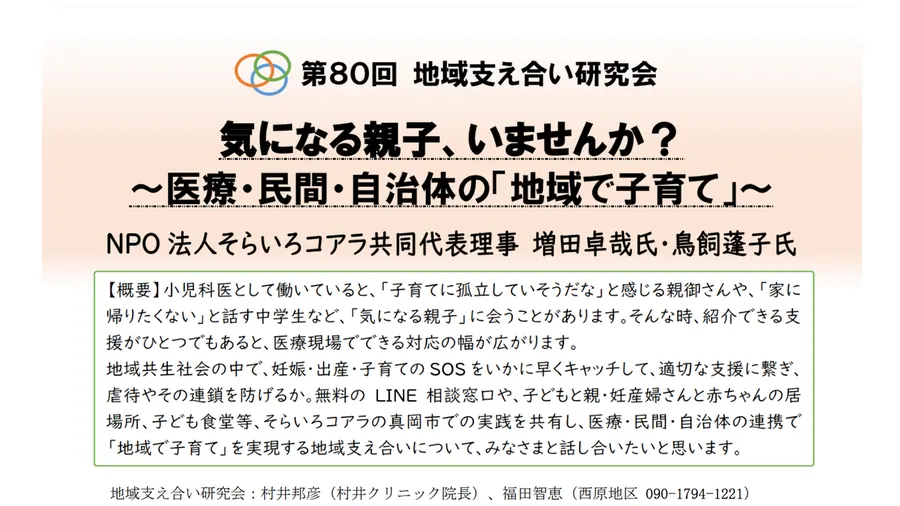 第80回 地域支え合い研究会
気になる親子、いませんか？
～医療・民間・自治体の「地域で子育て」～
NPO法人そらいろコアラ共同代表理事 増田卓哉氏・鳥飼蓬子氏
【概要】小児科医として働いていると、「子育てに孤立していそうだな」と感じる親御さんや、「家に
帰りたくない」と話す中学生など、「気になる親子」に会うことがあります。そんな時、紹介できる支
援がひとつでもあると、医療現場でできる対応の幅が広がります。
地域共生社会の中で、妊娠・出産・子育てのSOSをいかに早くキャッチして、適切な支援に繋ぎ、
虐待やその連鎖を防げるか。無料の LINE 相談窓口や、子どもと親・妊産婦さんと赤ちゃんの居
場所、子ども食堂等、そらいろコアラの真岡市での実践を共有し、医療・民間・自治体の連携で
「地域で子育て」を実現する地域支え合いについて、みなさまと話し合いたいと思います。
地域支え合い研究会：村井邦彦（村井クリニック院長）、福田智恵（西原地区 090-1794-1221）